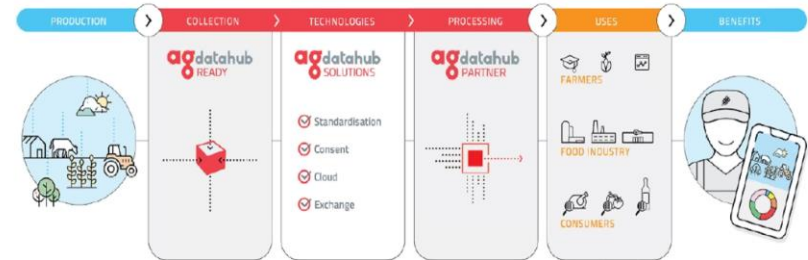 PRODUCTION
COLLECTION
TECHNOLOGIES
PROCESSING
USES
BENEFITS
agdatahub
READY
agdatahub
SOLUTIONS
Standardisation
Consent
Cloud
Exchange
agdatahub
PARTNER
FARMERS
FOOD INDUSTRY
CONSUMERS